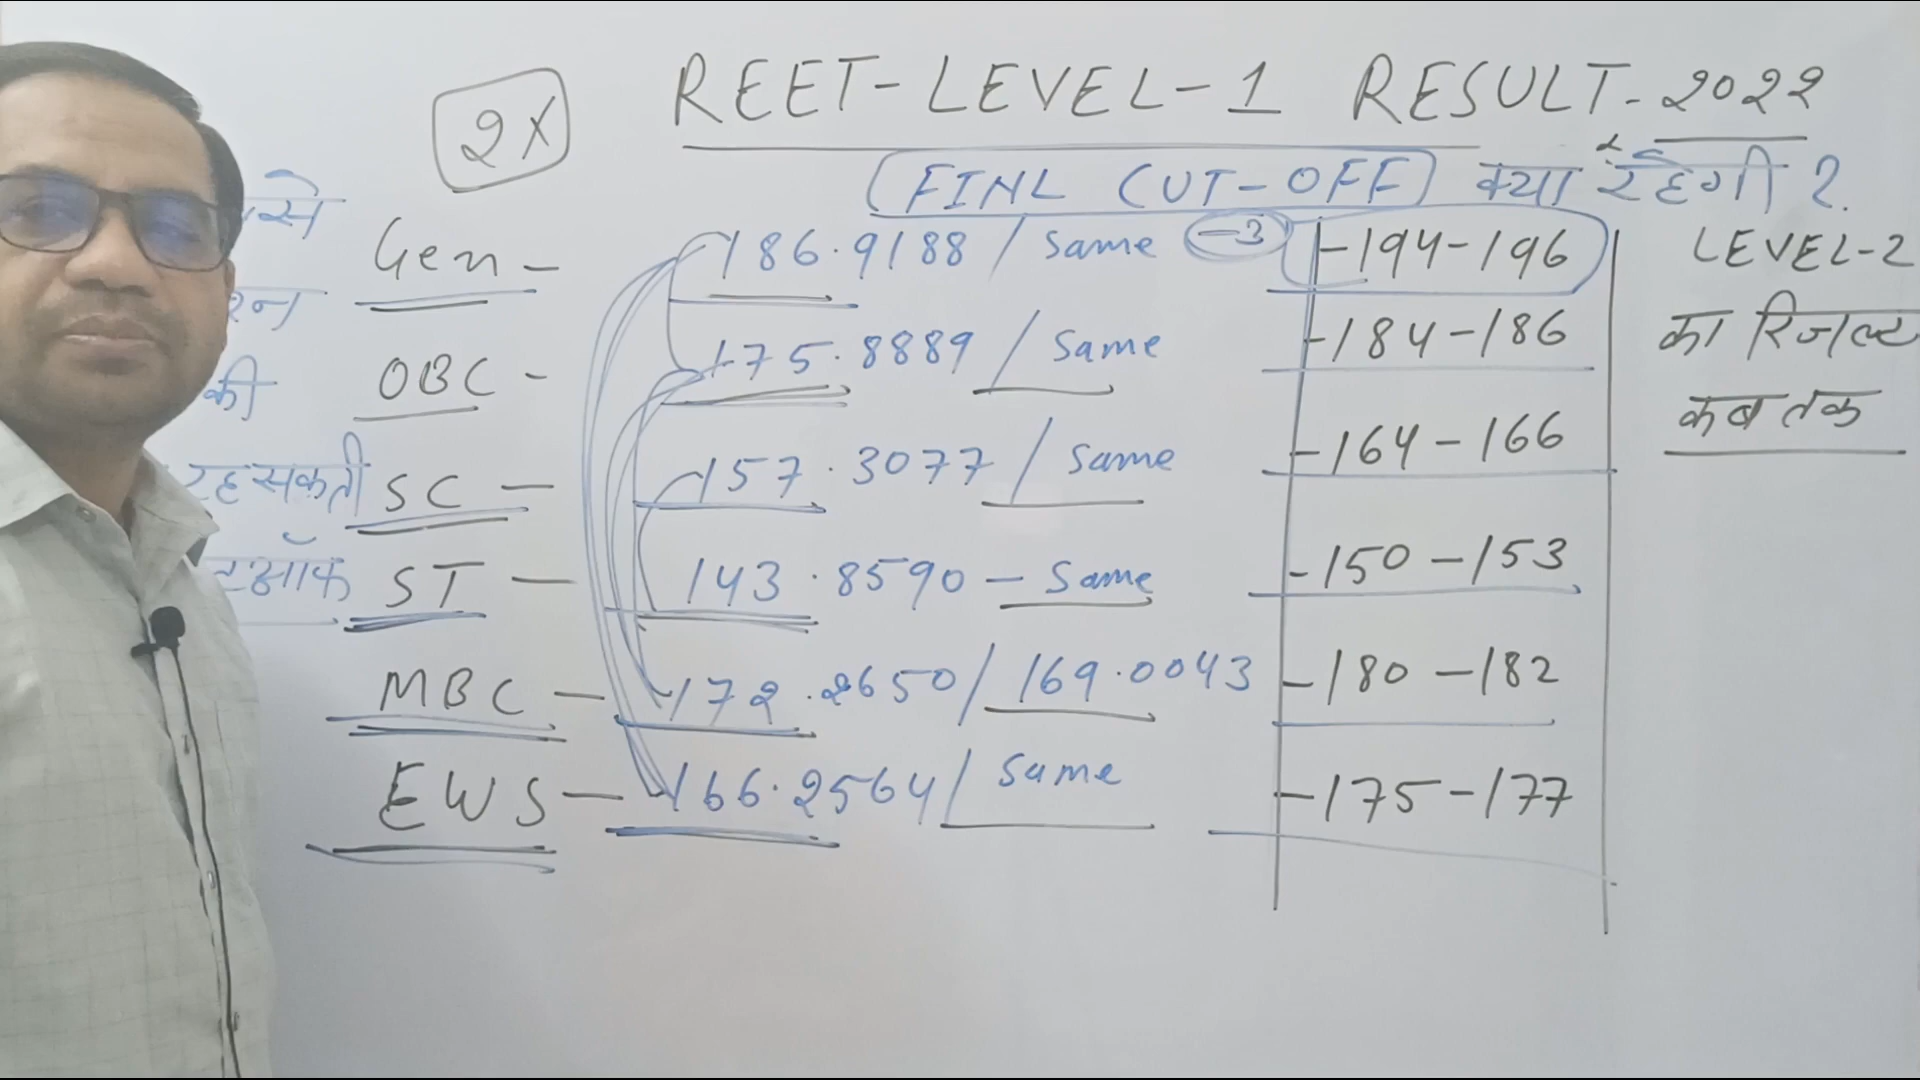 2X
REET-LEVEL-1 RESULT-2022
FINL CUT-OFF क्या रहेगी ?
Gen - 186.9188 / Same -3 -194-196
OBC - 175.8889 / Same -184-186
SC - 157.3077 / Same -164-166
ST - 143.8590 - Same -150-153
MBC - 172.2650 / 169.0043 -180-182
EWS - 166.2564 / Same -175-177
LEVEL-2
का रिजल्ट
कब तक
की
रह सकती